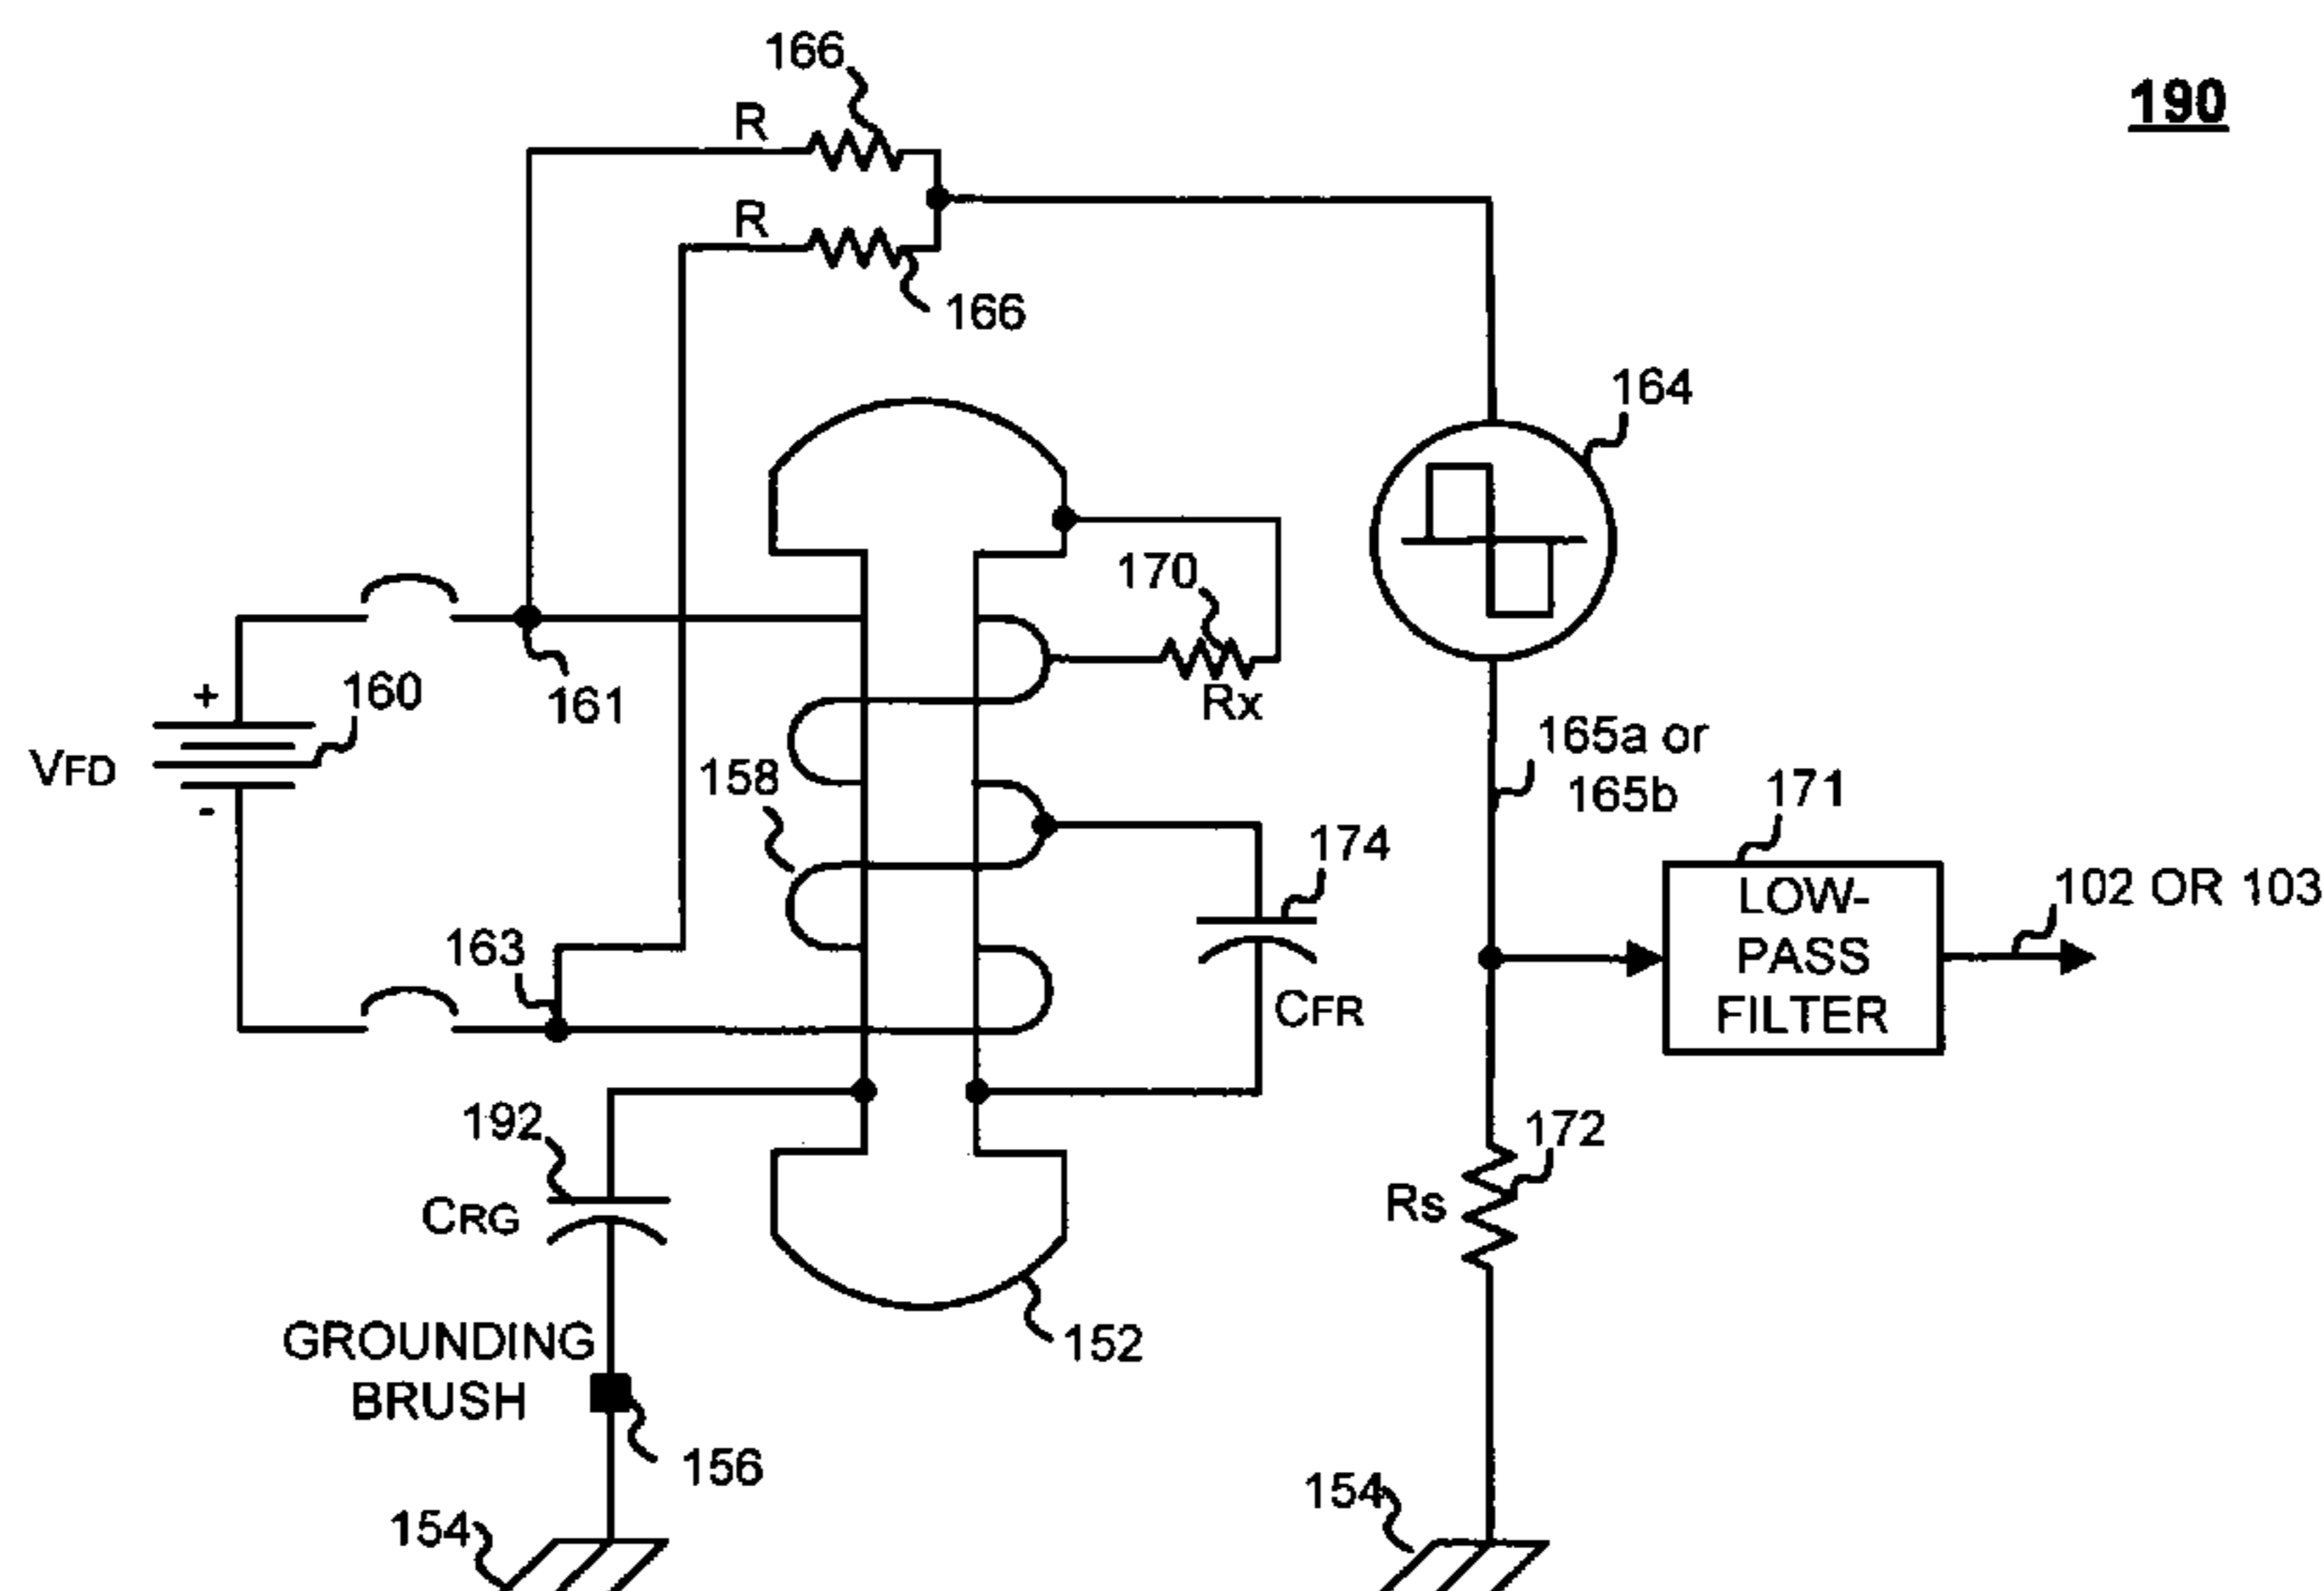 166
190
R
R
166
164
170
160
+
161
Rx
VFD
165a or
165b
158
171
-
174
102 OR 103
LOW-
PASS
FILTER
163
CFR
192
172
CRG
Rs
GROUNDING
BRUSH
152
156
154
154